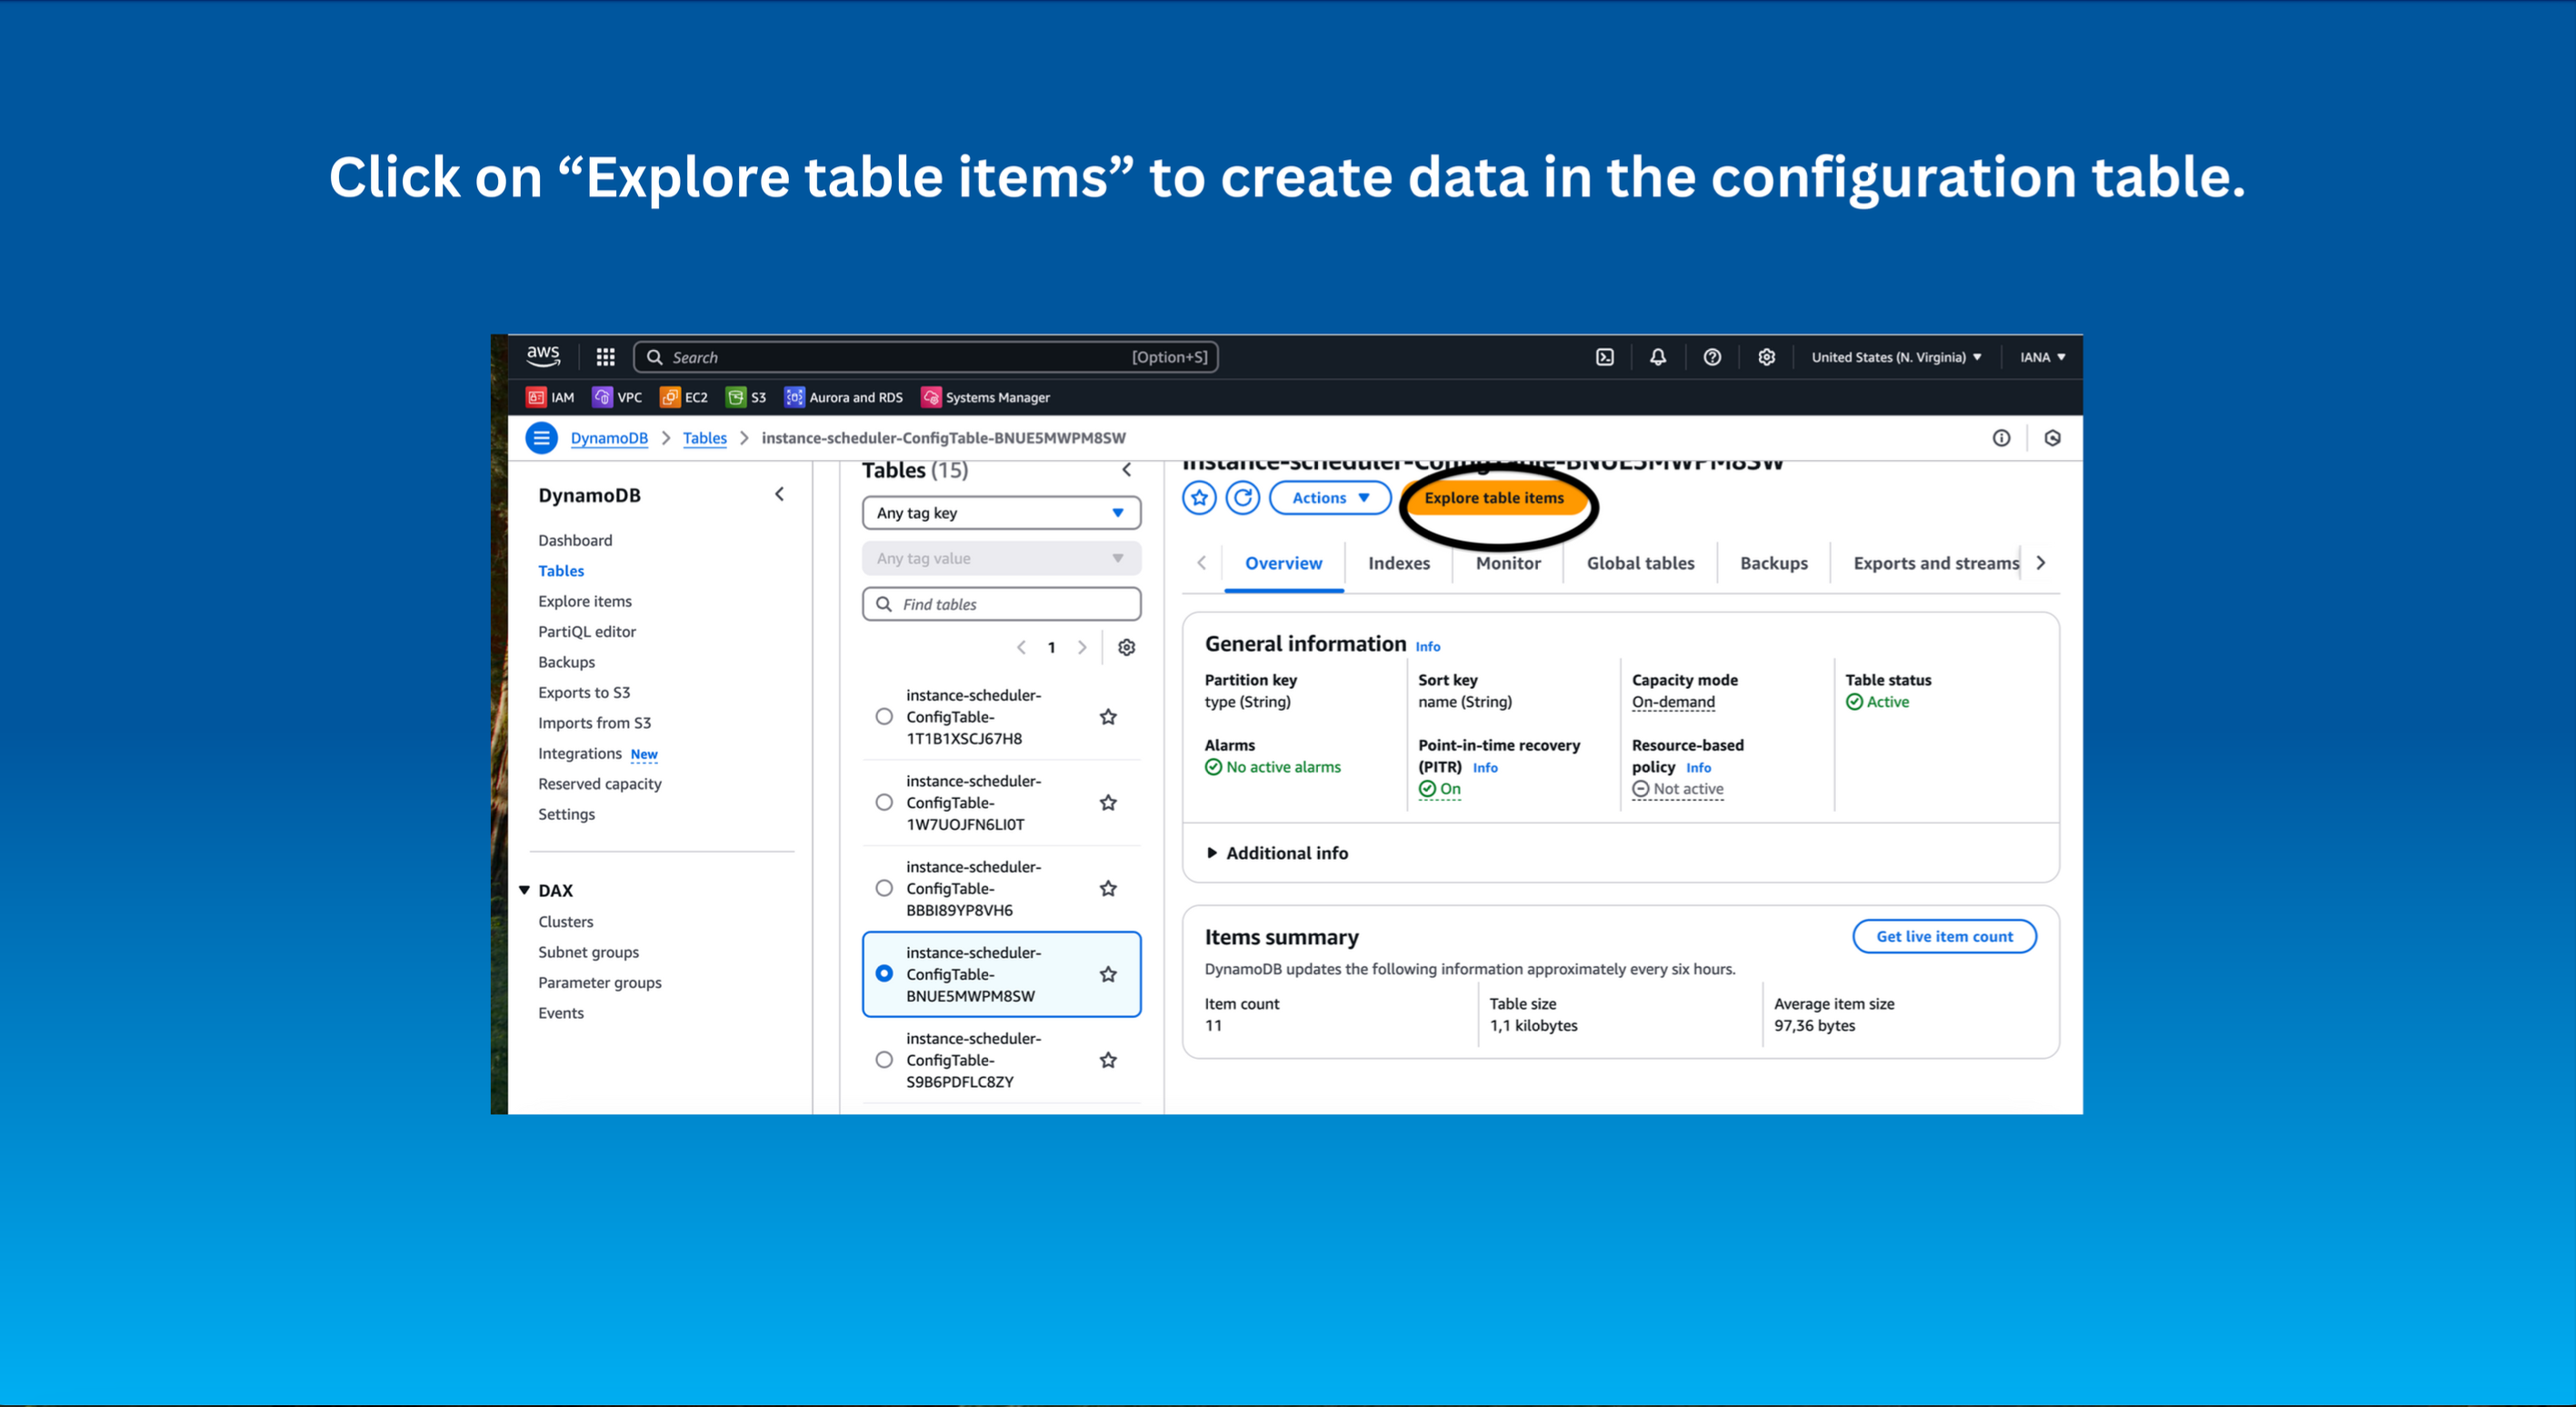 Click on “Explore table items” to create data in the configuration table.
aws
Search [Option+S]
United States (N. Virginia) IANA
IAM VPC EC2 S3 Aurora and RDS Systems Manager
DynamoDB Tables instance-scheduler-ConfigTable-BNUE5MWPM8SW
DynamoDB
Dashboard
Tables
Explore items
PartiQL editor
Backups
Exports to S3
Imports from S3
Integrations New
Reserved capacity
Settings
DAX
Clusters
Subnet groups
Parameter groups
Events
Tables (15)
Any tag key
Any tag value
Find tables
1
instance-scheduler-
ConfigTable-
1T1B1XSCJ67H8
instance-scheduler-
ConfigTable-
1W7UOJFN6LI0T
instance-scheduler-
ConfigTable-
BBBI89YP8VH6
instance-scheduler-
ConfigTable-
BNUE5MWPM8SW
instance-scheduler-
ConfigTable-
S9B6PDFLC8ZY
instance-scheduler-ConfigTable-BNUE5MWPM8SW
Actions Explore table items
Overview Indexes Monitor Global tables Backups Exports and streams
General information Info
Partition key
type (String)
Sort key
name (String)
Capacity mode
On-demand
Table status
Active
Alarms
No active alarms
Point-in-time recovery
(PITR) Info
On
Resource-based
policy Info
Not active
Additional info
Items summary
Get live item count
DynamoDB updates the following information approximately every six hours.
Item count
11
Table size
1,1 kilobytes
Average item size
97,36 bytes